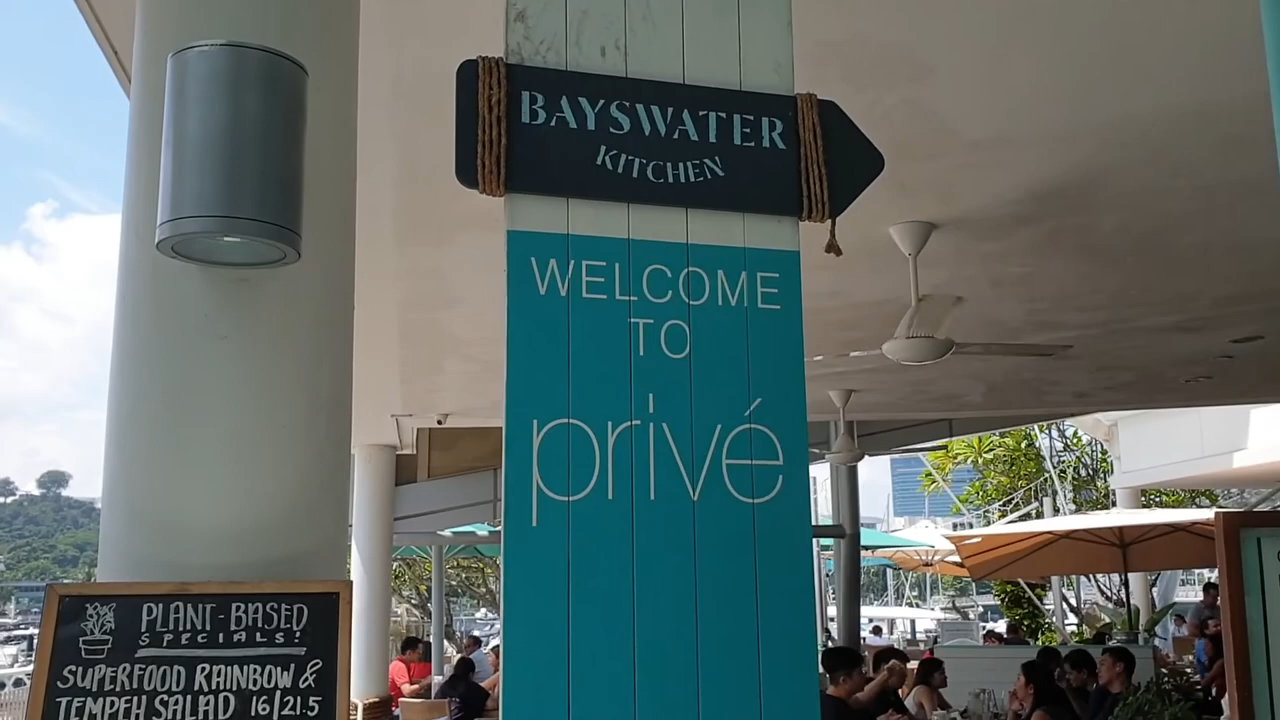 BAYSWATER
KITCHEN
WELCOME
TO
privé
PLANT-BASED
SPECIALS!
SUPERFOOD RAINBOW &
TEMPEH SALAD 16/21.5